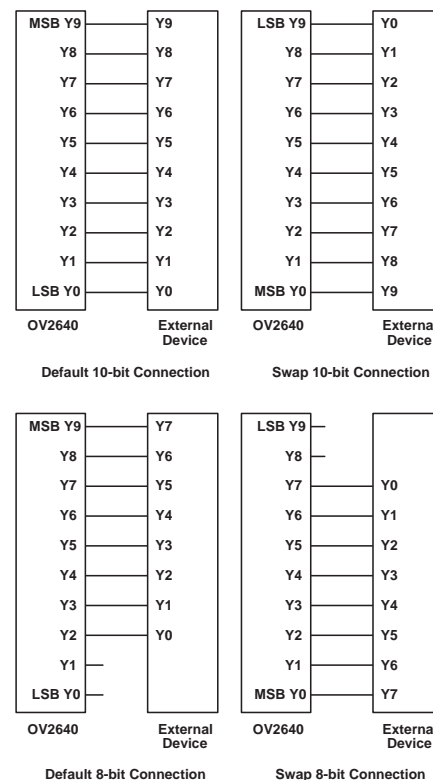 MSB Y9 Y9
Y8 Y8
Y7 Y7
Y6 Y6
Y5 Y5
Y4 Y4
Y3 Y3
Y2 Y2
Y1 Y1
LSB Y0 Y0
OV2640 External
Device
Default 10-bit Connection
LSB Y9 Y0
Y8 Y1
Y7 Y2
Y6 Y3
Y5 Y4
Y4 Y5
Y3 Y6
Y2 Y7
Y1 Y8
MSB Y0 Y9
OV2640 Externa
Device
Swap 10-bit Connection
MSB Y9 Y7
Y8 Y6
Y7 Y5
Y6 Y4
Y5 Y3
Y4 Y2
Y3 Y1
Y2 Y0
Y1
LSB Y0
OV2640 External
Device
Default 8-bit Connection
LSB Y9
Y8
Y7 Y0
Y6 Y1
Y5 Y2
Y4 Y3
Y3 Y4
Y2 Y5
Y1 Y6
MSB Y0 Y7
OV2640 Externa
Device
Swap 8-bit Connection